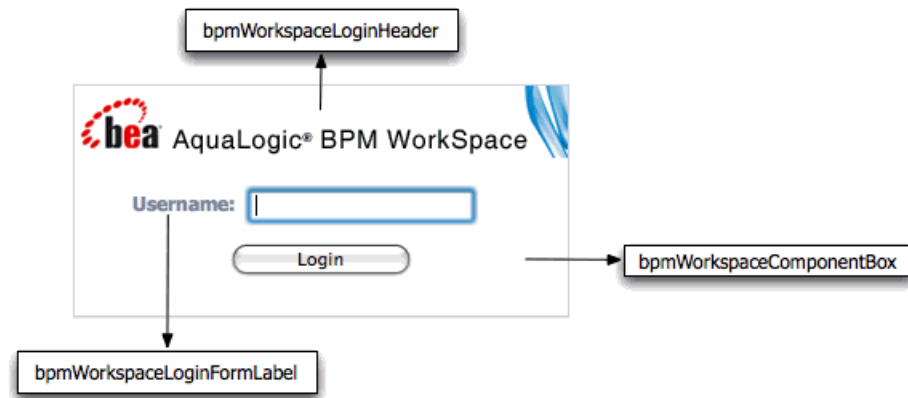 bpmWorkspaceLoginHeader
bea AquaLogic® BPM WorkSpace
Username:
Login
bpmWorkspaceComponentBox
bpmWorkspaceLoginFormLabel